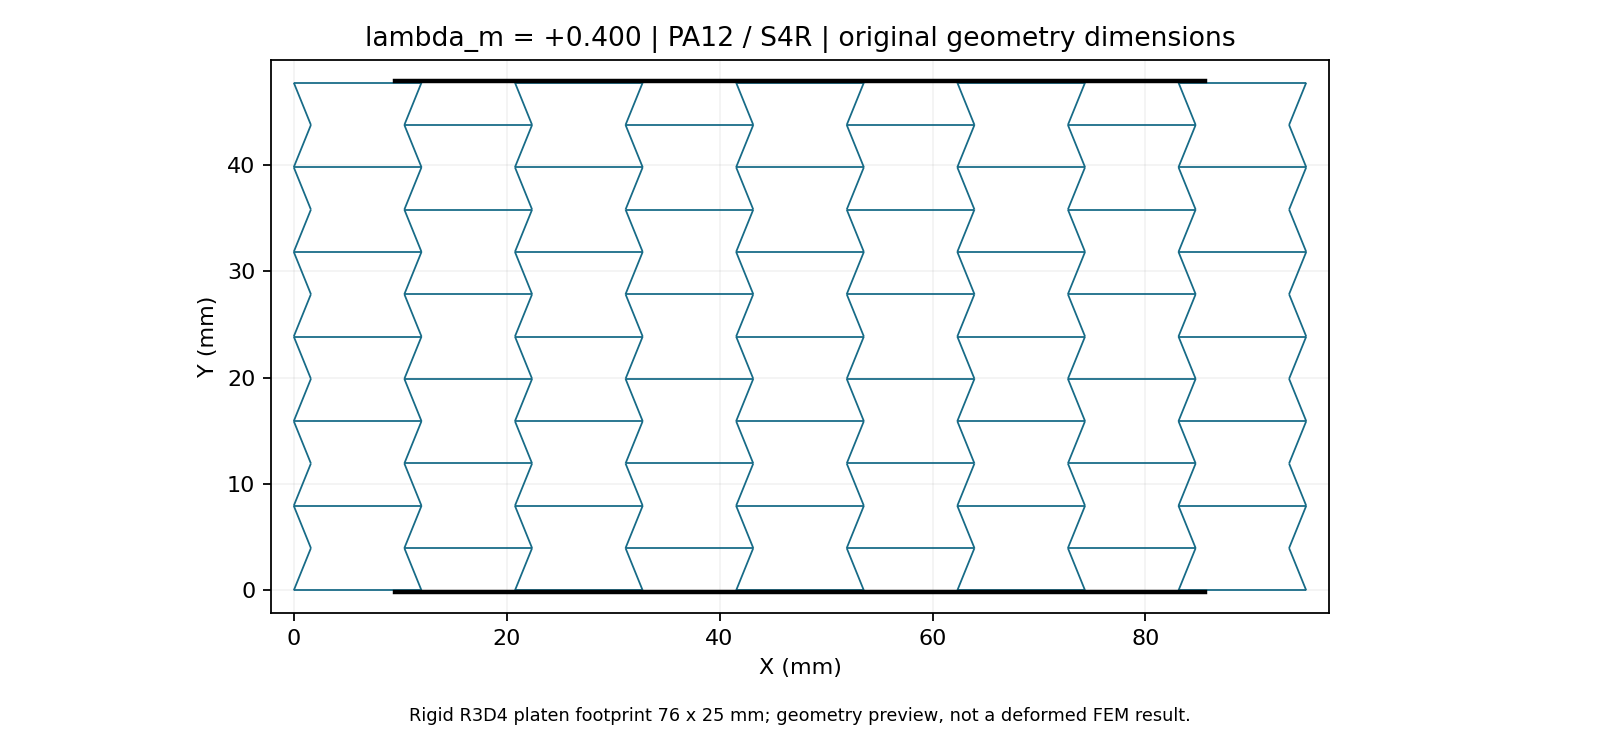 lambda_m = +0.400 | PA12 / S4R | original geometry dimensions
40
30
20
10
0
Y (mm)
0 20 40 60 80
X (mm)
Rigid R3D4 platen footprint 76 x 25 mm; geometry preview, not a deformed FEM result.